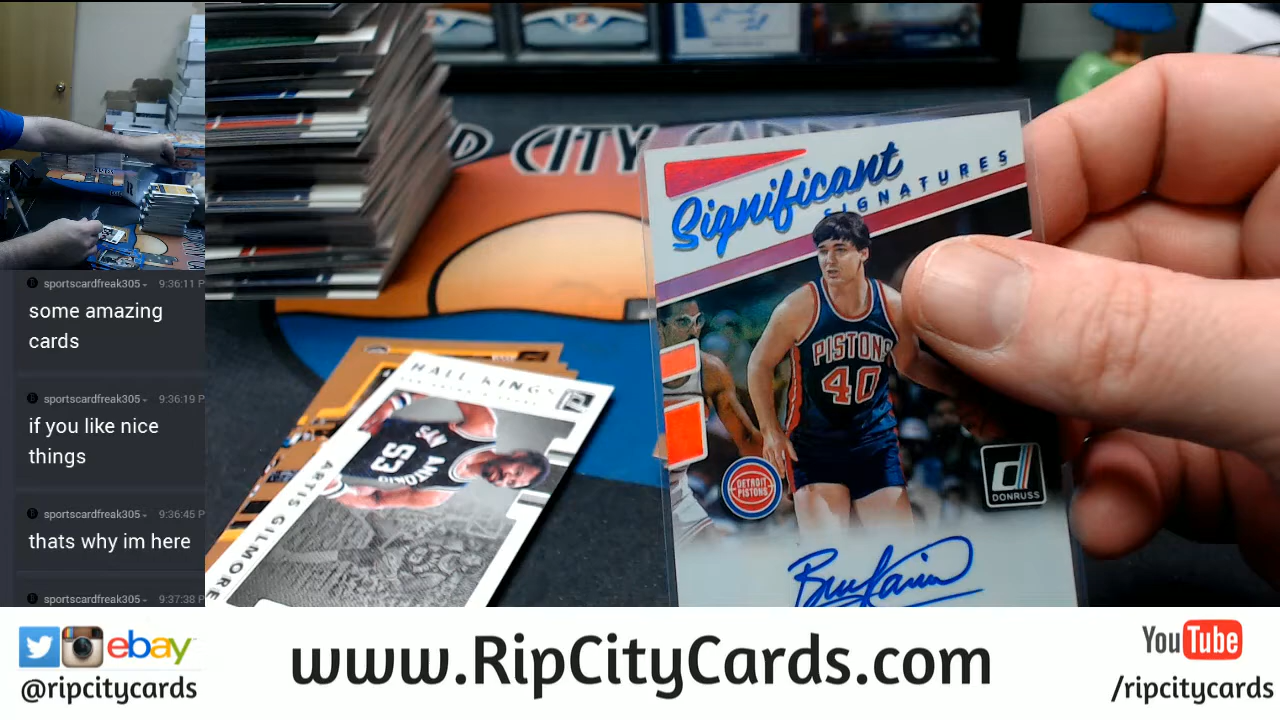 sportscardfreak305 9:36:11 P
some amazing
cards
sportscardfreak305 9:36:19 P
if you like nice
things
sportscardfreak305 9:36:45 P
thats why im here
sportscardfreak305 9:37:38 P
CITY
Significant
SIGNATURES
PISTONS
40
DETROIT
PISTONS
DONRUSS
HALL KINGS
53
ARTIS GILMORE
ebay
@ripcitycards
www.RipCityCards.com
YouTube
/ripcitycards